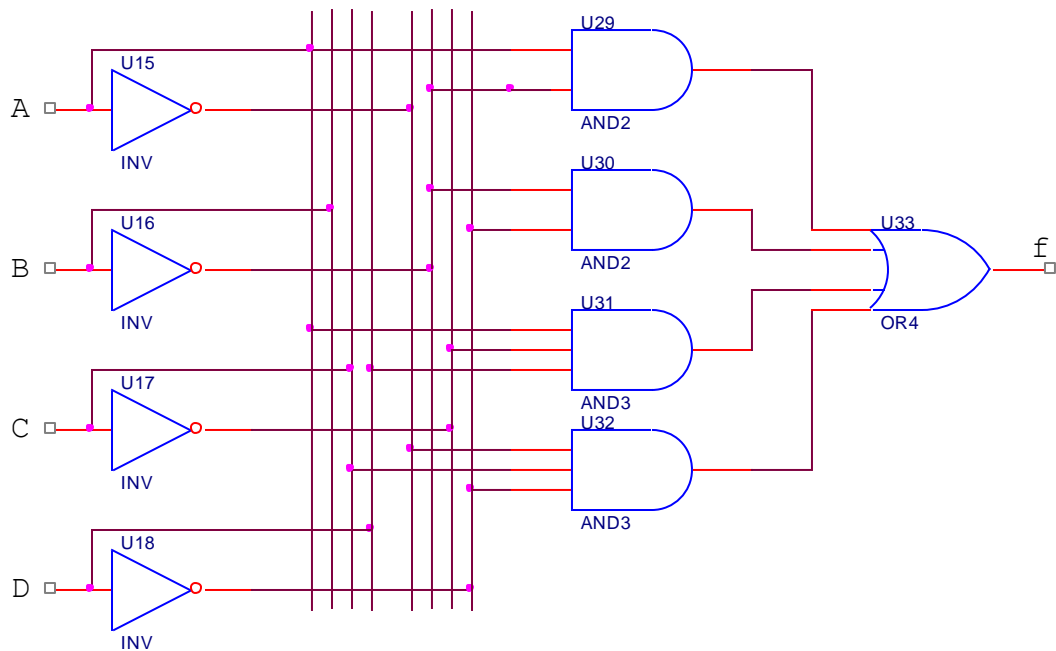 U29
U15
A
AND2
INV
U30
U16
U33
f
B
AND2
U31
INV
OR4
U17
AND3
U32
C
INV
AND3
U18
D
INV